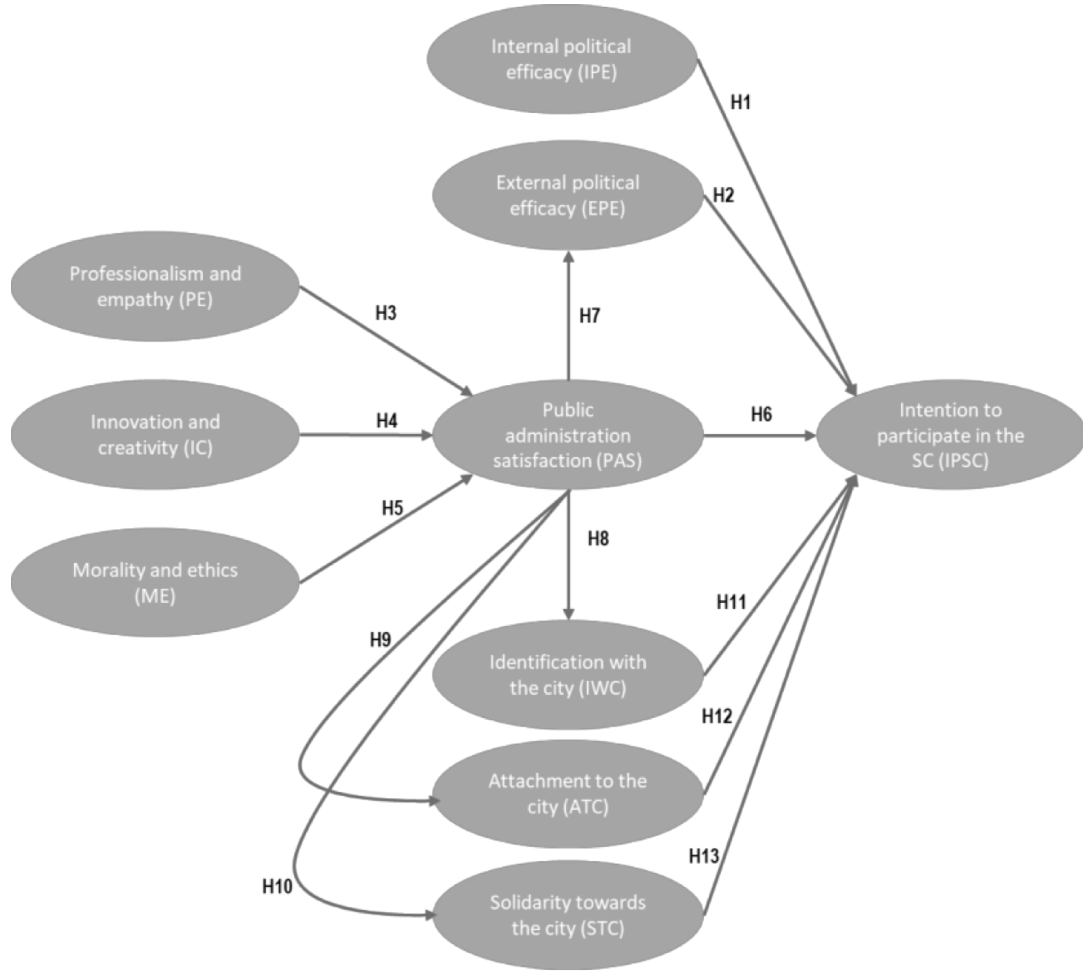 Internal political
efficacy (IPE)
H1
External political
efficacy (EPE)
H2
Professionalism and
empathy (PE)
H3
H7
Innovation and
creativity (IC)
H4
Public
administration
satisfaction (PAS)
H6
Intention to
participate in the
SC (IPSC)
H5
Morality and ethics
(ME)
H8
H9
H11
Identification with
the city (IWC)
H12
Attachment to the
city (ATC)
H13
H10
Solidarity towards
the city (STC)